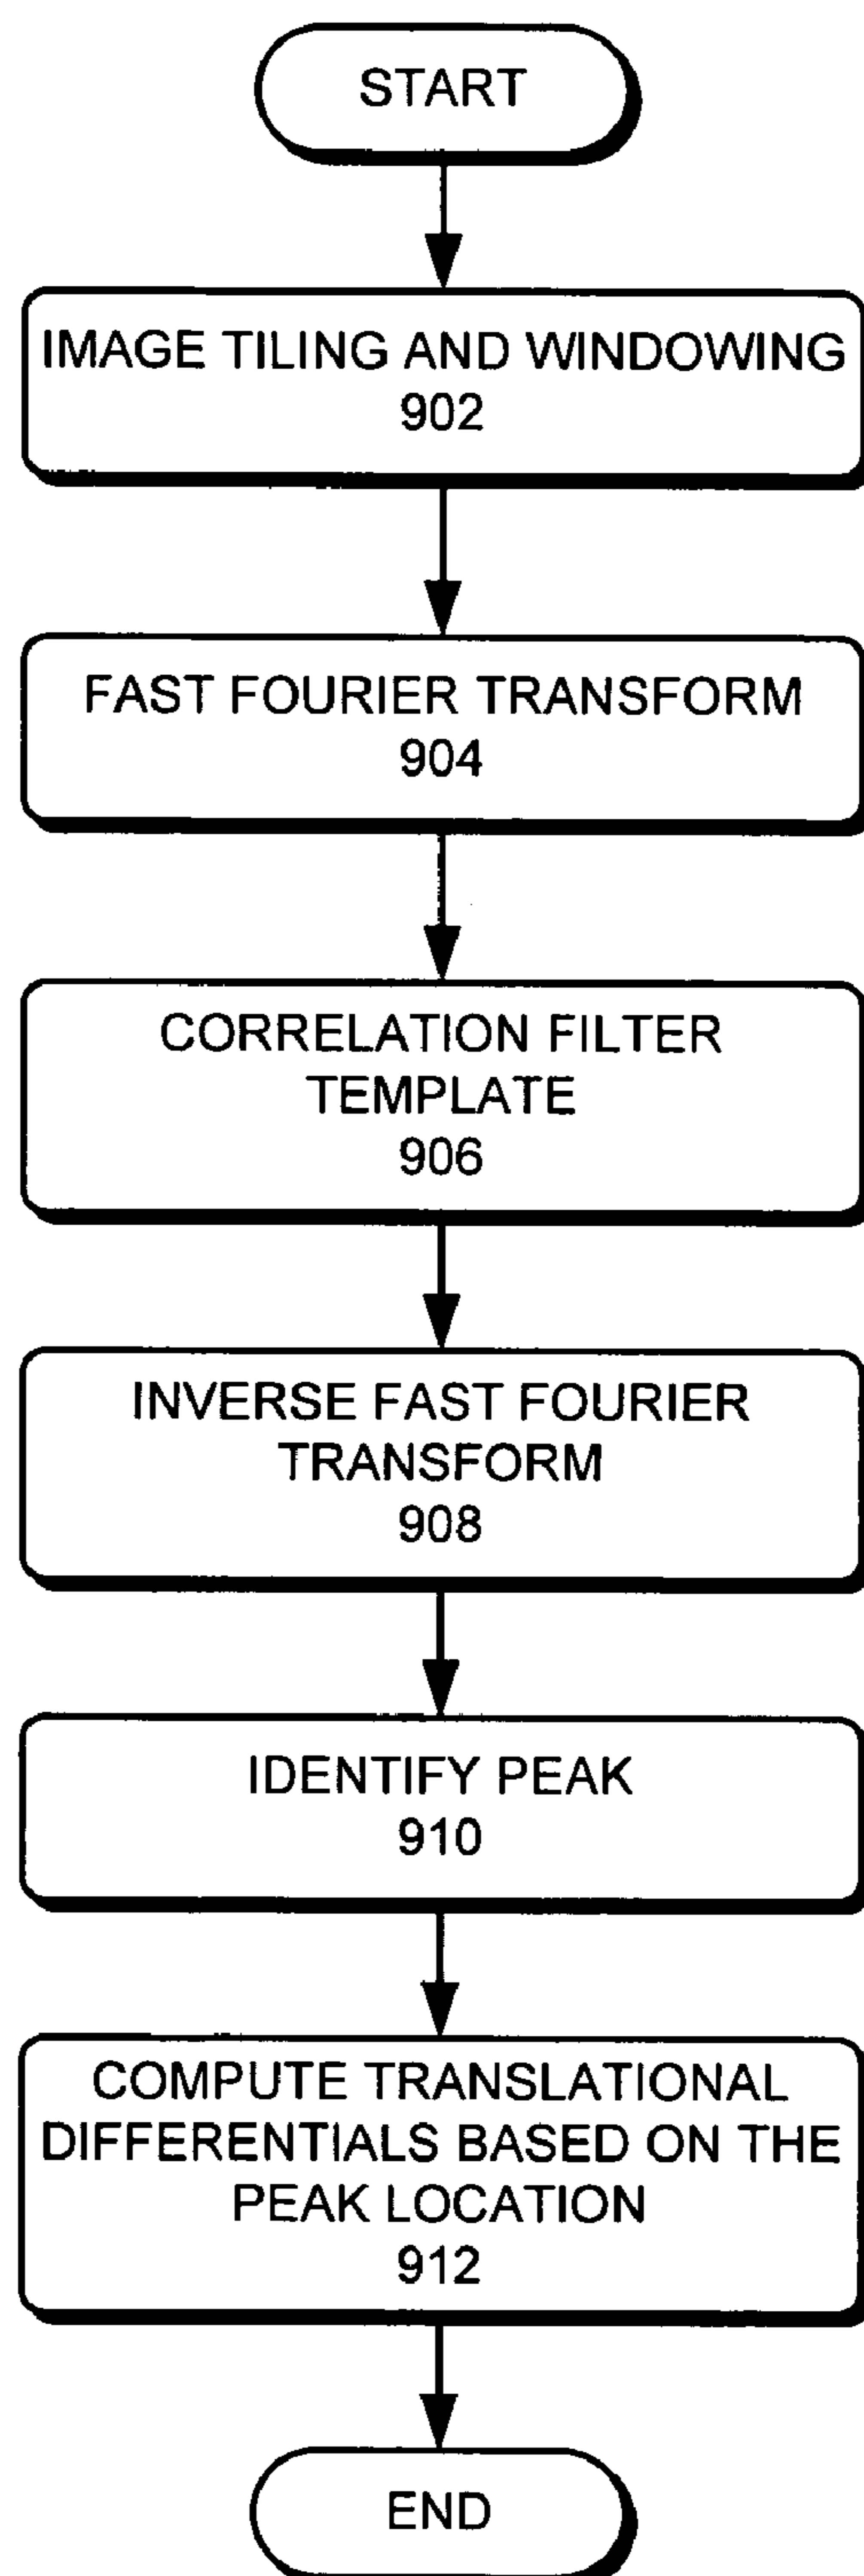 START
IMAGE TILING AND WINDOWING
902
FAST FOURIER TRANSFORM
904
CORRELATION FILTER
TEMPLATE
906
INVERSE FAST FOURIER
TRANSFORM
908
IDENTIFY PEAK
910
COMPUTE TRANSLATIONAL
DIFFERENTIALS BASED ON THE
PEAK LOCATION
912
END